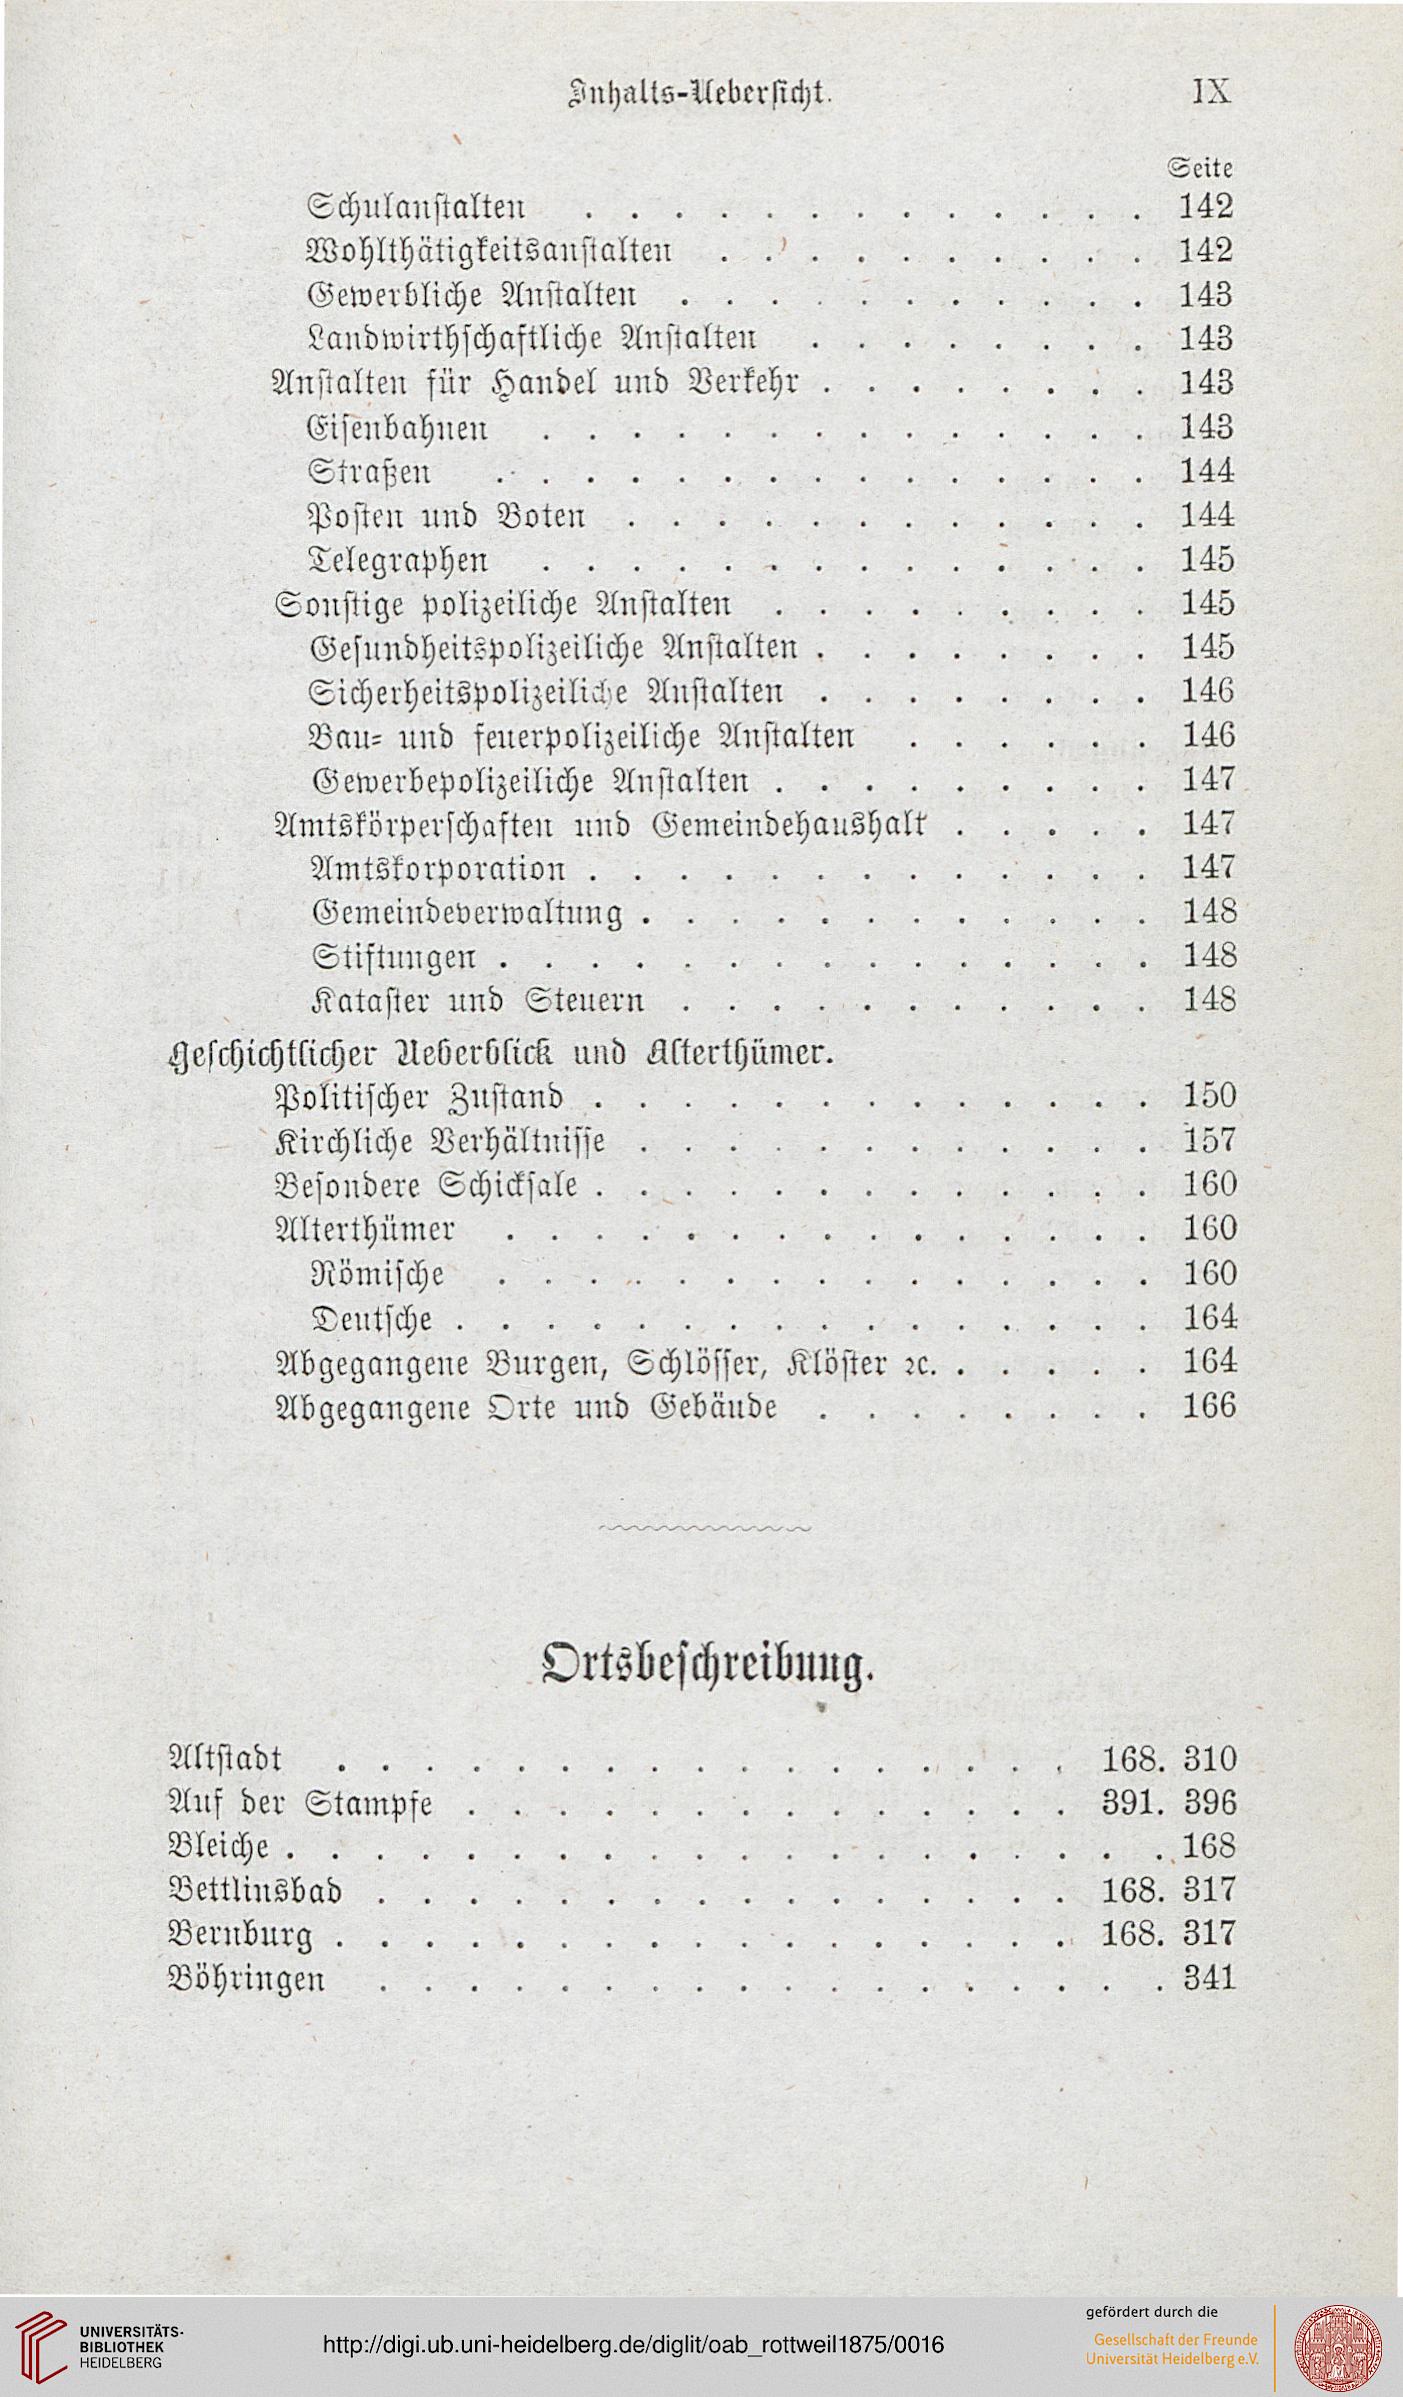 Inhalts-Uebersicht. IX
Seite
Schulanstalten . . . . . . . . . . . . . 142
Wohlthätigkeitsanstalten . . . . . . . . . . 142
Gewerbliche Anstalten . . . . . . . . . . . 143
Landwirthschaftliche Anstalten . . . . . . . . 143
Anstalten für Handel und Verkehr . . . . . . . . 143
Eisenbahnen . . . . . . . . . . . . . . 143
Straßen . . . . . . . . . . . . . . . 144
Posten und Boten . . . . . . . . . . . . 144
Telegraphen . . . . . . . . . . . . . . 145
Sonstige polizeiliche Anstalten . . . . . . . . . 145
Gesundheitspolizeiliche Anstalten . . . . . . . . 145
Sicherheitspolizeiliche Anstalten . . . . . . . . 146
Bau- und feuerpolizeiliche Anstalten . . . . . . 146
Gewerbepolizeiliche Anstalten . . . . . . . . . 147
Amtskörperschaften und Gemeindehaushalt . . . . . 147
Amtskorporation . . . . . . . . . . . . . 147
Gemeindeverwaltung . . . . . . . . . . . . 148
Stiftungen . . . . . . . . . . . . . . . 148
Kataster und Steuern . . . . . . . . . . . 148
Geschichtlicher Ueberblick und Alterthümer.
Politischer Zustand . . . . . . . . . . . . . 150
Kirchliche Verhältnisse . . . . . . . . . . . . 157
Besondere Schicksale . . . . . . . . . . . . . 160
Alterthümer . . . . . . . . . . . . . . . 160
Römische . . . . . . . . . . . . . . . 160
Deutsche . . . . . . . . . . . . . . . . 164
Abgegangene Burgen, Schlösser, Klöster ꝛc. . . . . . 164
Abgegangene Orte und Gebäude . . . . . . . . 166
Ortsbeschreibung.
Altstadt . . . . . . . . . . . . . . . . . 168. 310
Auf der Stampfe . . . . . . . . . . . . . . 391. 396
Bleiche . . . . . . . . . . . . . . . . . . . . 168
Bettlinsbad . . . . . . . . . . . . . . . . 168. 317
Bernburg . . . . . . . . . . . . . . . . . 168. 317
Böhringen . . . . . . . . . . . . . . . . . . 341
UNIVERSITÄTS-
BIBLIOTHEK
HEIDELBERG
http://digi.ub.uni-heidelberg.de/diglit/oab_rottweil1875/0016
gefördert durch die
Gesellschaft der Freunde
Universität Heidelberg e.V.